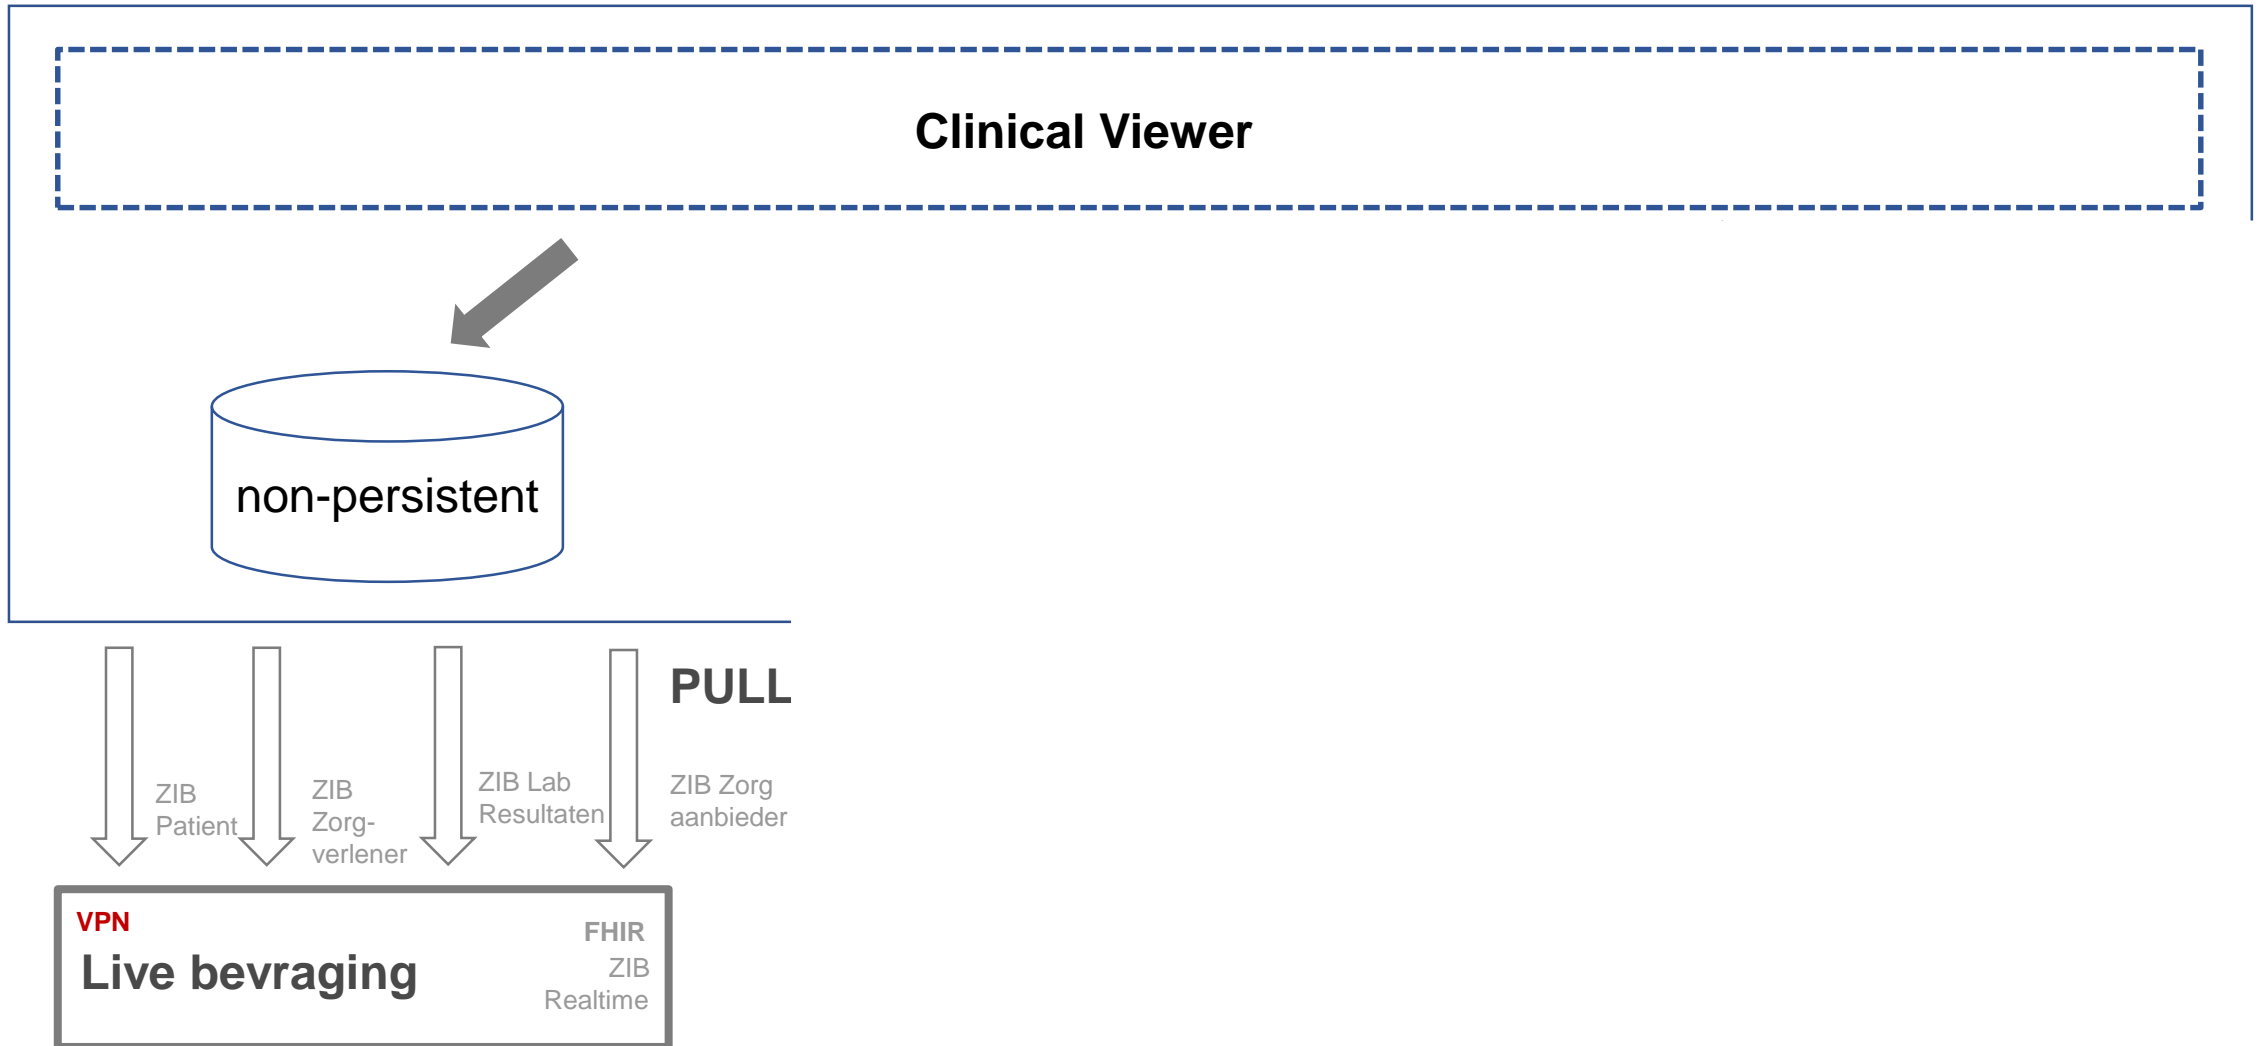 Clinical Viewer
non-persistent
PULL
ZIB
Patient
ZIB
Zorg-
verlener
ZIB Lab
Resultaten
ZIB Zorg
aanbieder
VPN
Live bevraging
FHIR
ZIB
Realtime